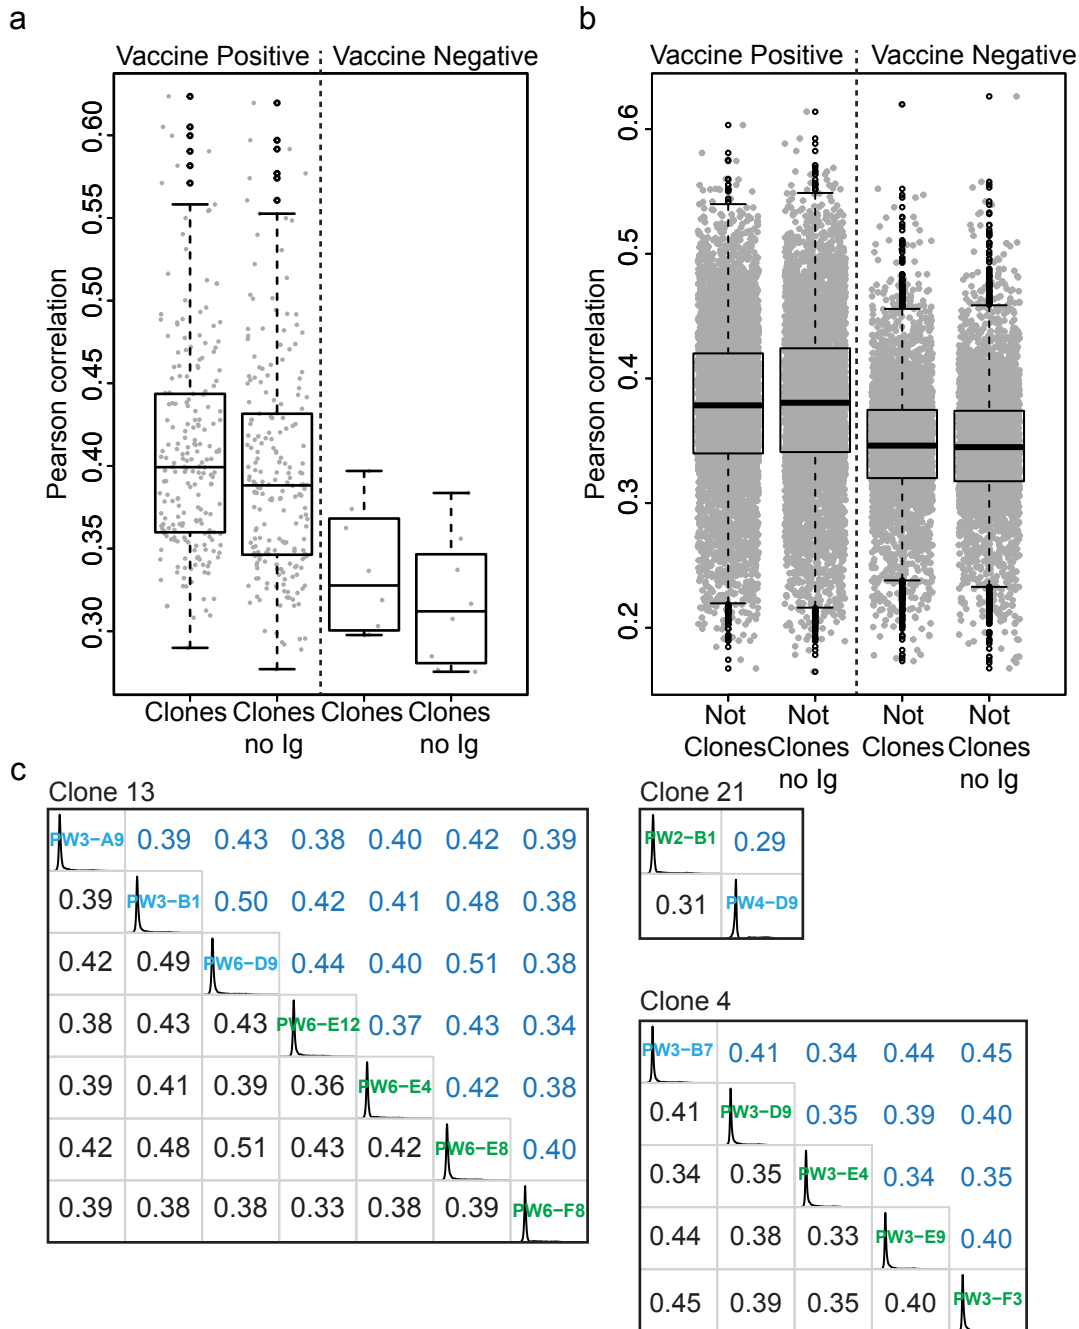 a
Vaccine Positive Vaccine Negative
Pearson correlation
0.60
0.55
0.50
0.45
0.40
0.35
0.30
Clones Clones Clones Clones
no Ig no Ig
b
Vaccine Positive Vaccine Negative
Pearson correlation
0.6
0.5
0.4
0.3
0.2
Not Not Not Not
Clones Clones Clones Clones
no Ig no Ig
c
Clone 13
PW3-A9 0.39 0.43 0.38 0.40 0.42 0.39
0.39 PW3-B1 0.50 0.42 0.41 0.48 0.38
0.42 0.49 PW6-D9 0.44 0.40 0.51 0.38
0.38 0.43 0.43 PW6-E12 0.37 0.43 0.34
0.39 0.41 0.39 0.36 PW6-E4 0.42 0.38
0.42 0.48 0.51 0.43 0.42 PW6-E8 0.40
0.39 0.38 0.38 0.33 0.38 0.39 PW6-F8
Clone 21
PW2-B1 0.29
0.31 PW4-D9
Clone 4
PW3-B7 0.41 0.34 0.44 0.45
0.41 PW3-D9 0.35 0.39 0.40
0.34 0.35 PW3-E4 0.34 0.35
0.44 0.38 0.33 PW3-E9 0.40
0.45 0.39 0.35 0.40 PW3-F3